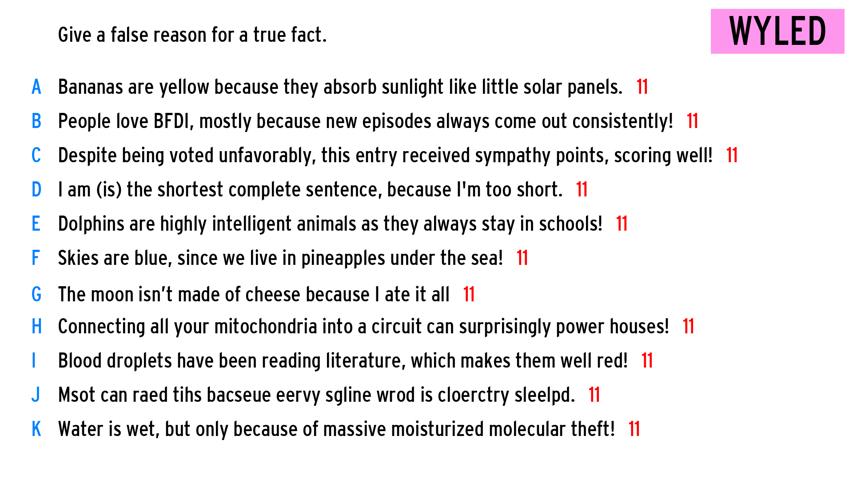 Give a false reason for a true fact.
WYLED
A Bananas are yellow because they absorb sunlight like little solar panels. 11
B People love BFDI, mostly because new episodes always come out consistently! 11
C Despite being voted unfavorably, this entry received sympathy points, scoring well! 11
D I am (is) the shortest complete sentence, because I'm too short. 11
E Dolphins are highly intelligent animals as they always stay in schools! 11
F Skies are blue, since we live in pineapples under the sea! 11
G The moon isn’t made of cheese because I ate it all 11
H Connecting all your mitochondria into a circuit can surprisingly power houses! 11
I Blood droplets have been reading literature, which makes them well red! 11
J Msot can raed tihs bacseue eervy sgline wrod is cloerctry sleelpd. 11
K Water is wet, but only because of massive moisturized molecular theft! 11